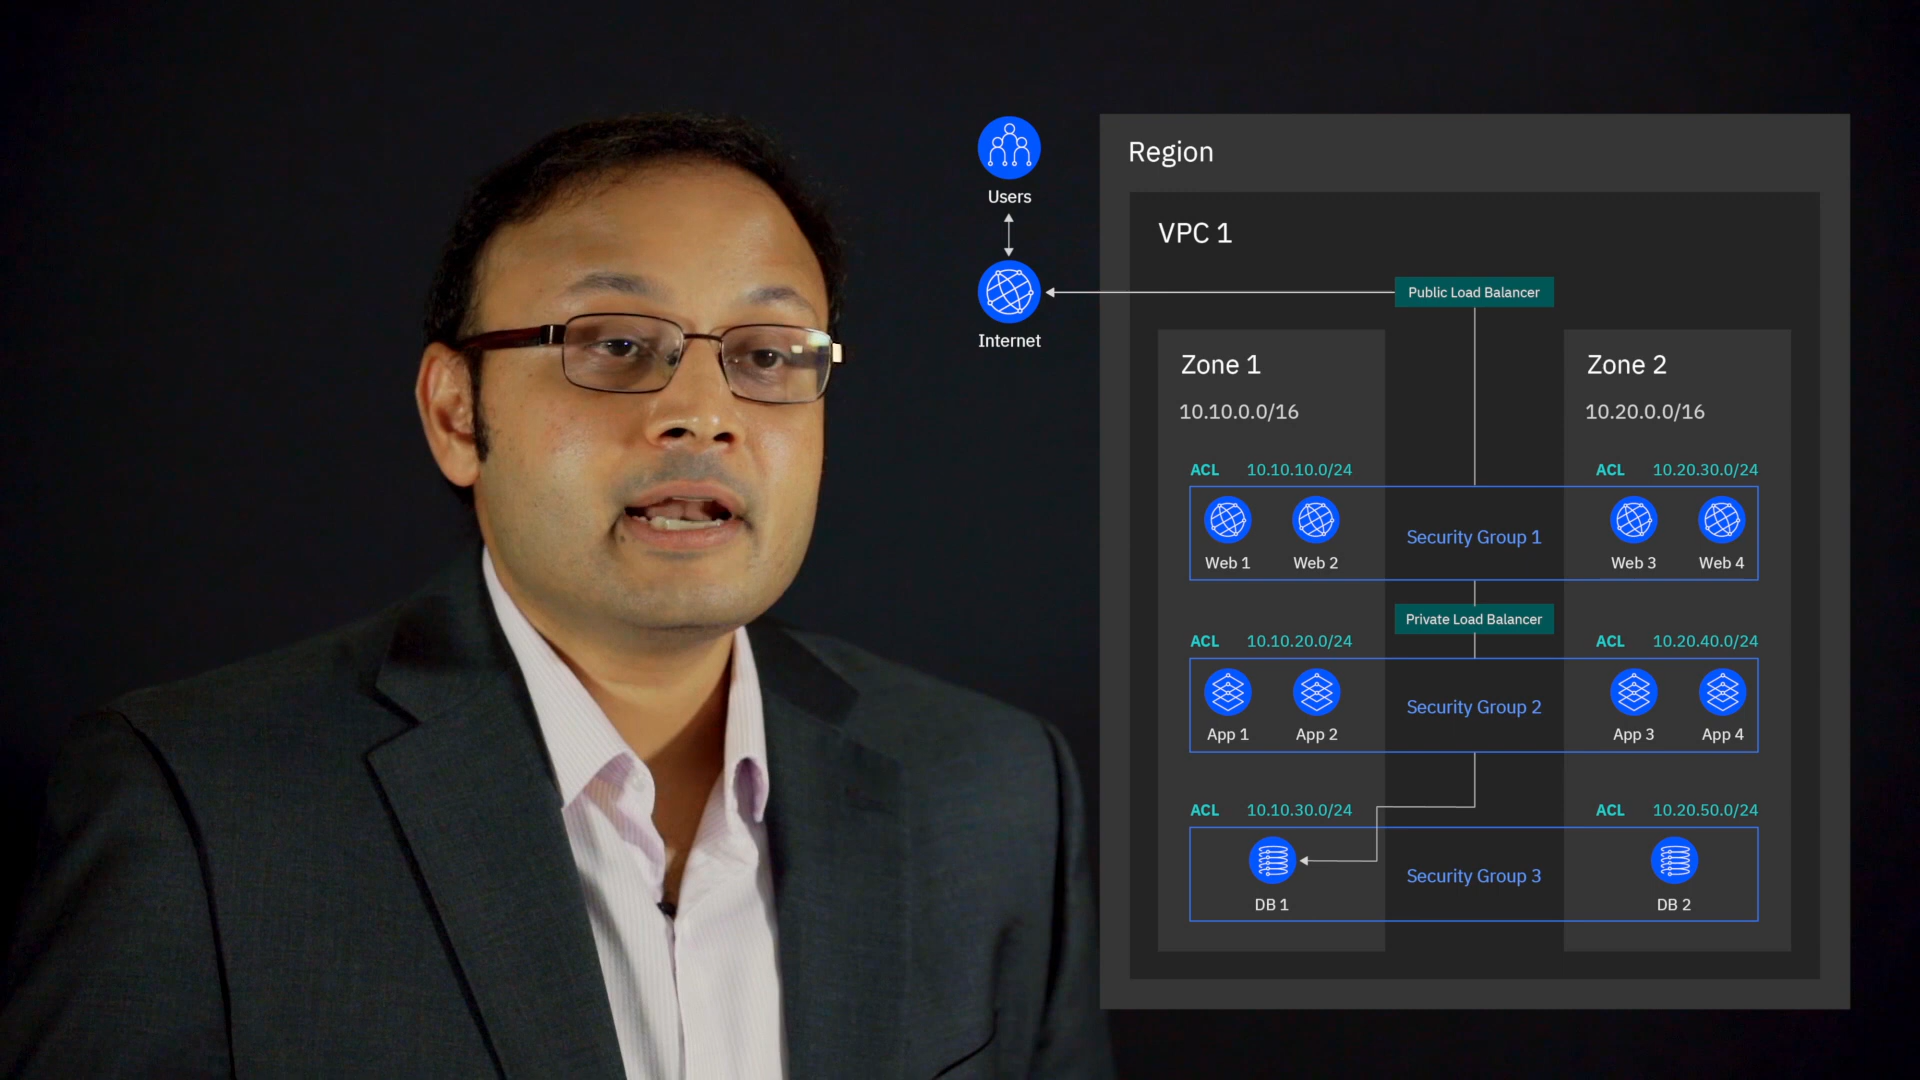 Users
Internet
Region
VPC 1
Public Load Balancer
Zone 1
10.10.0.0/16
Zone 2
10.20.0.0/16
ACL 10.10.10.0/24
ACL 10.20.30.0/24
Web 1
Web 2
Security Group 1
Web 3
Web 4
Private Load Balancer
ACL 10.10.20.0/24
ACL 10.20.40.0/24
App 1
App 2
Security Group 2
App 3
App 4
ACL 10.10.30.0/24
ACL 10.20.50.0/24
DB 1
Security Group 3
DB 2